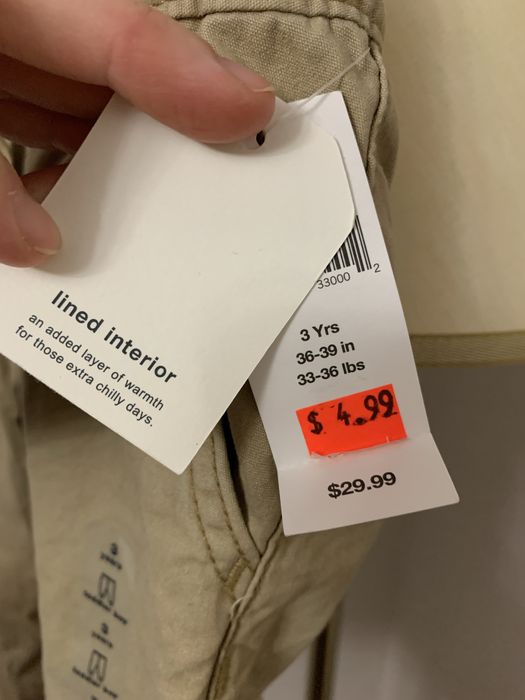 lined interior
an added layer of warmth
for those extra chilly days.
33000 2
3 Yrs
36-39 in
33-36 lbs
$ 4.99
$29.99